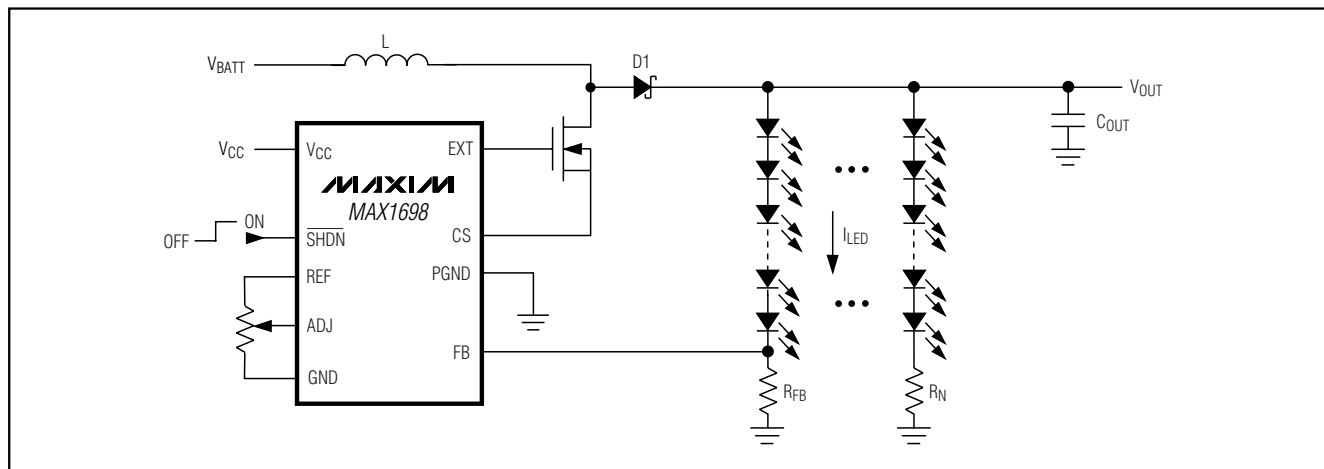 L
D1
VBATT
VOUT
COUT
VCC
VCC
EXT
MAXIM
MAX1698
ON
OFF
SHDN
CS
ILED
REF
PGND
ADJ
FB
GND
RFB
RN